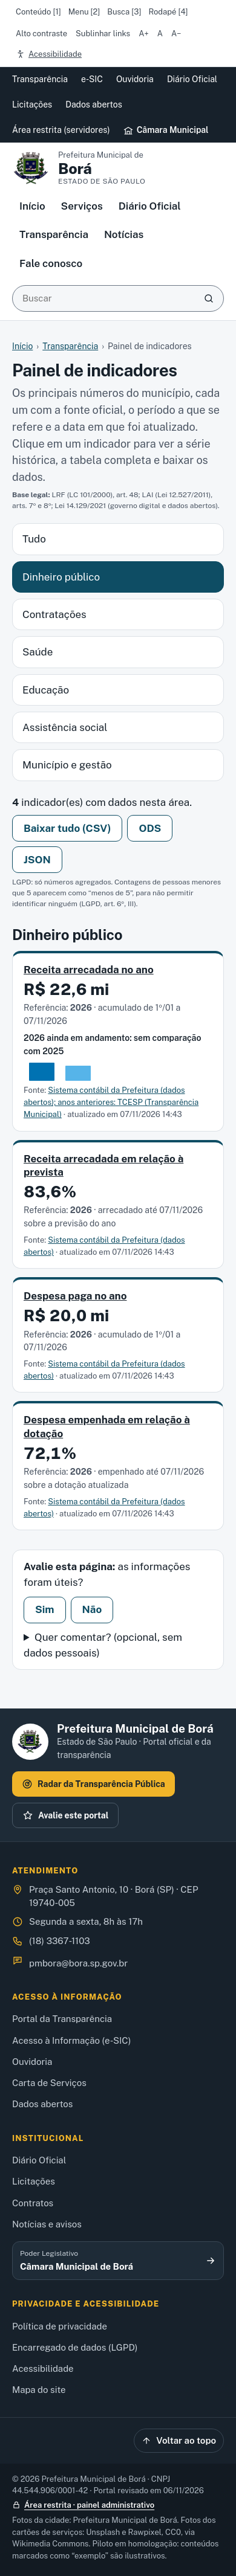 Conteúdo [1] Menu [2] Busca [3] Rodapé [4]
Alto contraste Sublinhar links A+ A A−
Acessibilidade
Transparência e-SIC Ouvidoria Diário Oficial
Licitações Dados abertos
Área restrita (servidores) Câmara Municipal
Prefeitura Municipal de
Borá
ESTADO DE SÃO PAULO
Início Serviços Diário Oficial
Transparência Notícias
Fale conosco
Buscar
Início › Transparência › Painel de indicadores
Painel de indicadores
Os principais números do município, cada
um com a fonte oficial, o período a que se
refere e a data em que foi atualizado.
Clique em um indicador para ver a série
histórica, a tabela completa e baixar os
dados.
Base legal: LRF (LC 101/2000), art. 48; LAI (Lei 12.527/2011),
arts. 7º e 8º; Lei 14.129/2021 (governo digital e dados abertos).
Tudo
Dinheiro público
Contratações
Saúde
Educação
Assistência social
Município e gestão
4 indicador(es) com dados nesta área.
Baixar tudo (CSV) ODS
JSON
LGPD: só números agregados. Contagens de pessoas menores
que 5 aparecem como “menos de 5”, para não permitir
identificar ninguém (LGPD, art. 6º, III).
Dinheiro público
Receita arrecadada no ano
R$ 22,6 mi
Referência: 2026 · acumulado de 1º/01 a
07/11/2026
2026 ainda em andamento: sem comparação
com 2025
Fonte: Sistema contábil da Prefeitura (dados
abertos); anos anteriores: TCESP (Transparência
Municipal) · atualizado em 07/11/2026 14:43
Receita arrecadada em relação à
prevista
83,6%
Referência: 2026 · arrecadado até 07/11/2026
sobre a previsão do ano
Fonte: Sistema contábil da Prefeitura (dados
abertos) · atualizado em 07/11/2026 14:43
Despesa paga no ano
R$ 20,0 mi
Referência: 2026 · acumulado de 1º/01 a
07/11/2026
Fonte: Sistema contábil da Prefeitura (dados
abertos) · atualizado em 07/11/2026 14:43
Despesa empenhada em relação à
dotação
72,1%
Referência: 2026 · empenhado até 07/11/2026
sobre a dotação atualizada
Fonte: Sistema contábil da Prefeitura (dados
abertos) · atualizado em 07/11/2026 14:43
Avalie esta página: as informações
foram úteis?
Sim Não
Quer comentar? (opcional, sem
dados pessoais)
Prefeitura Municipal de Borá
Estado de São Paulo · Portal oficial e da
transparência
Radar da Transparência Pública
Avalie este portal
ATENDIMENTO
Praça Santo Antonio, 10 · Borá (SP) · CEP
19740-005
Segunda a sexta, 8h às 17h
(18) 3367-1103
pmbora@bora.sp.gov.br
ACESSO À INFORMAÇÃO
Portal da Transparência
Acesso à Informação (e-SIC)
Ouvidoria
Carta de Serviços
Dados abertos
INSTITUCIONAL
Diário Oficial
Licitações
Contratos
Notícias e avisos
Poder Legislativo
Câmara Municipal de Borá
PRIVACIDADE E ACESSIBILIDADE
Política de privacidade
Encarregado de dados (LGPD)
Acessibilidade
Mapa do site
Voltar ao topo
© 2026 Prefeitura Municipal de Borá · CNPJ
44.544.906/0001-42 · Portal revisado em 06/11/2026
Área restrita · painel administrativo
Fotos da cidade: Prefeitura Municipal de Borá. Fotos dos
cartões de serviços: Unsplash e Rawpixel, CC0, via
Wikimedia Commons. Piloto em homologação: conteúdos
marcados como “exemplo” são ilustrativos.